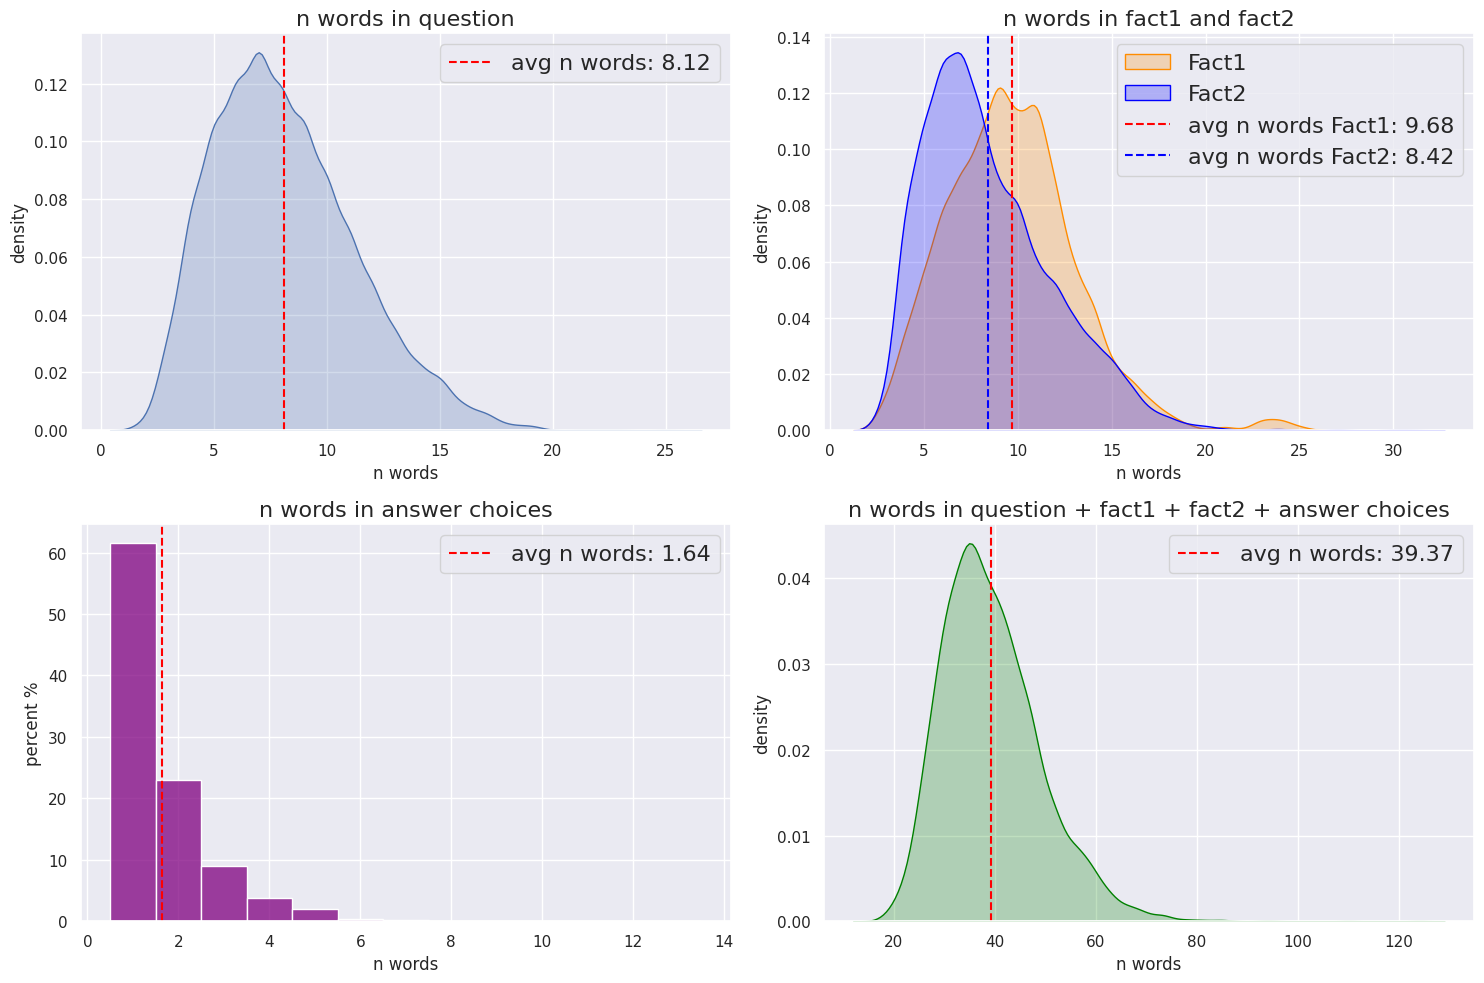 n words in question
avg n words: 8.12
density
0.12
0.10
0.08
0.06
0.04
0.02
0.00
0 5 10 15 20 25
n words
n words in fact1 and fact2
Fact1
Fact2
avg n words Fact1: 9.68
avg n words Fact2: 8.42
density
0.14
0.12
0.10
0.08
0.06
0.04
0.02
0.00
0 5 10 15 20 25 30
n words
n words in answer choices
avg n words: 1.64
percent %
60
50
40
30
20
10
0
0 2 4 6 8 10 12 14
n words
n words in question + fact1 + fact2 + answer choices
avg n words: 39.37
density
0.04
0.03
0.02
0.01
0.00
20 40 60 80 100 120
n words